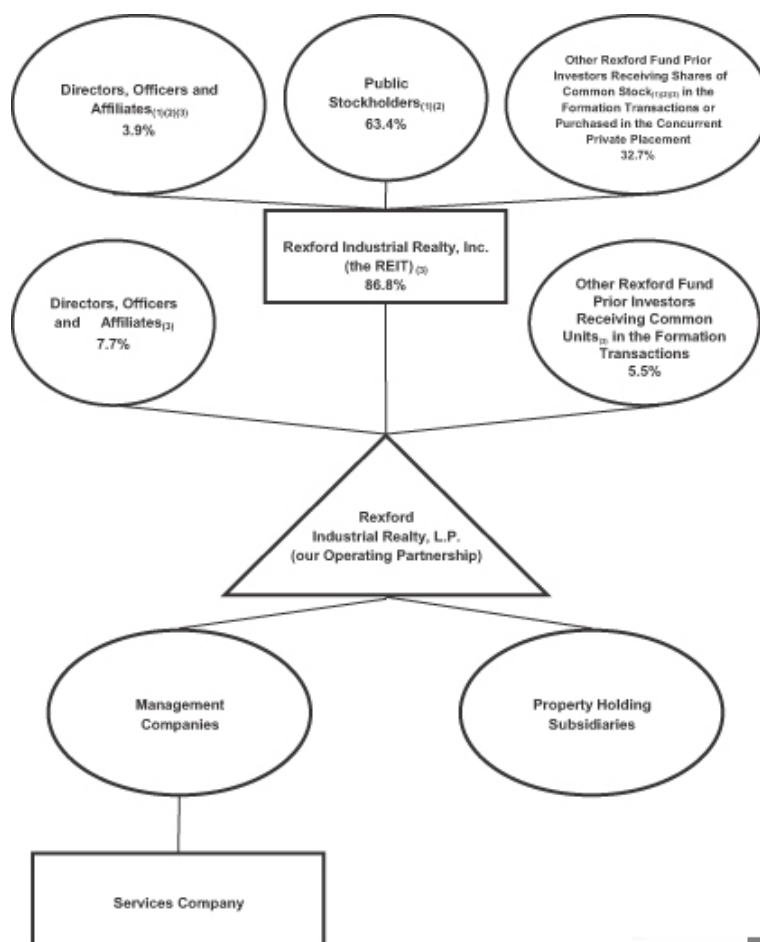 Directors, Officers and
Affiliates(1)(2)(3)
3.9%
Public
Stockholders(1)(2)
63.4%
Other Rexford Fund Prior
Investors Receiving Shares of
Common Stock(1)(2)(3) in the
Formation Transactions or
Purchased in the Concurrent
Private Placement
32.7%
Rexford Industrial Realty, Inc.
(the REIT) (3)
86.8%
Directors, Officers
and Affiliates(3)
7.7%
Other Rexford Fund
Prior Investors
Receiving Common
Units(3) in the Formation
Transactions
5.5%
Rexford
Industrial Realty, L.P.
(our Operating Partnership)
Management
Companies
Property Holding
Subsidiaries
Services Company